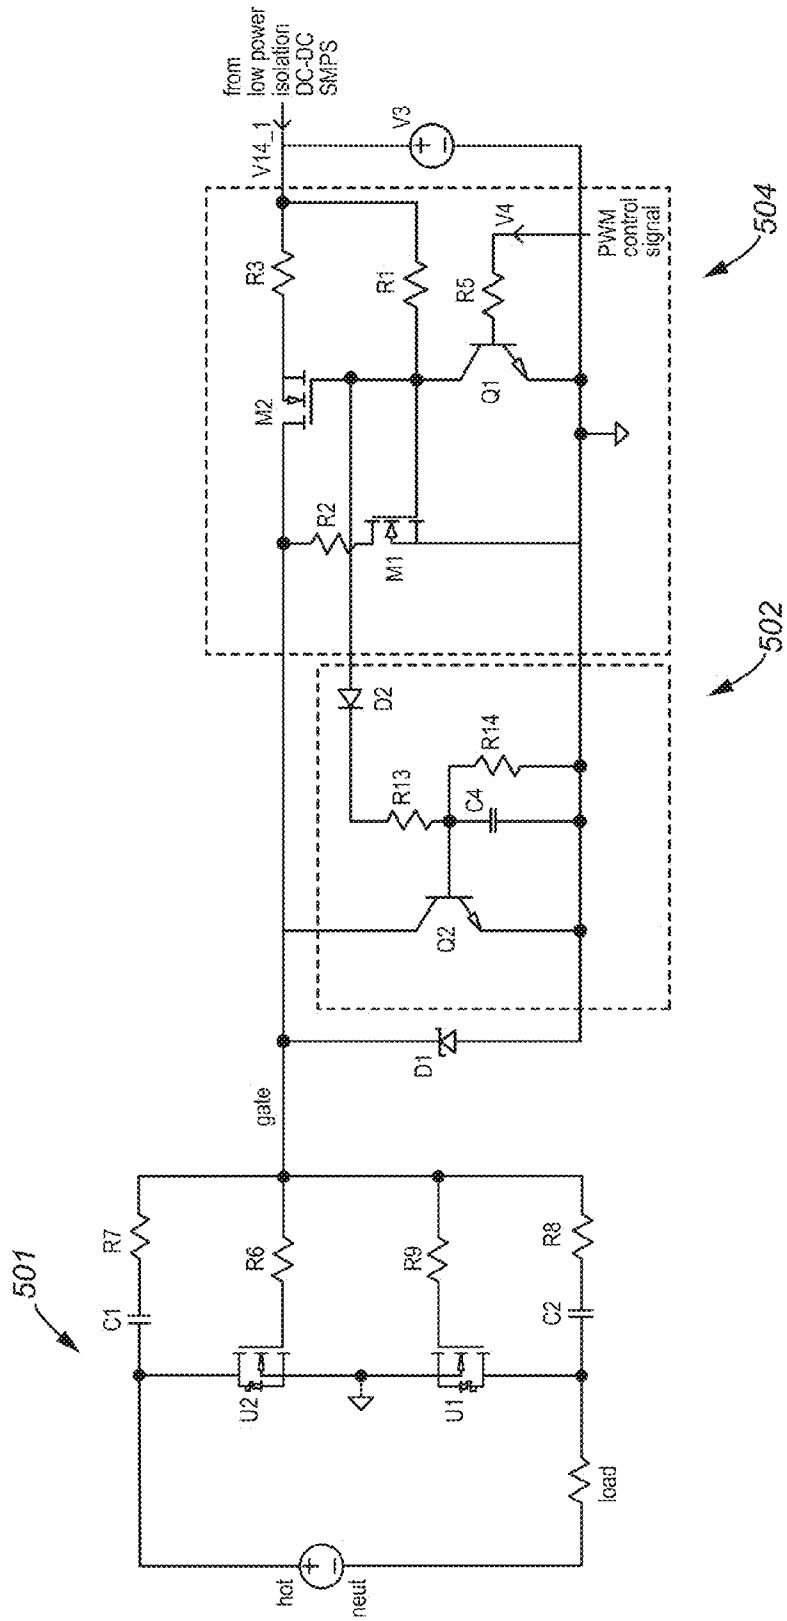 501
502
504
hot
neut
load
C1
R7
U2
R6
U1
R9
C2
R8
gate
D1
Q2
R13
C4
R14
D2
R2
M1
M2
R3
R1
Q1
R5
V4
PWM
control
signal
V14_1
V3
from
low power
isolation
DC-DC
SMPS